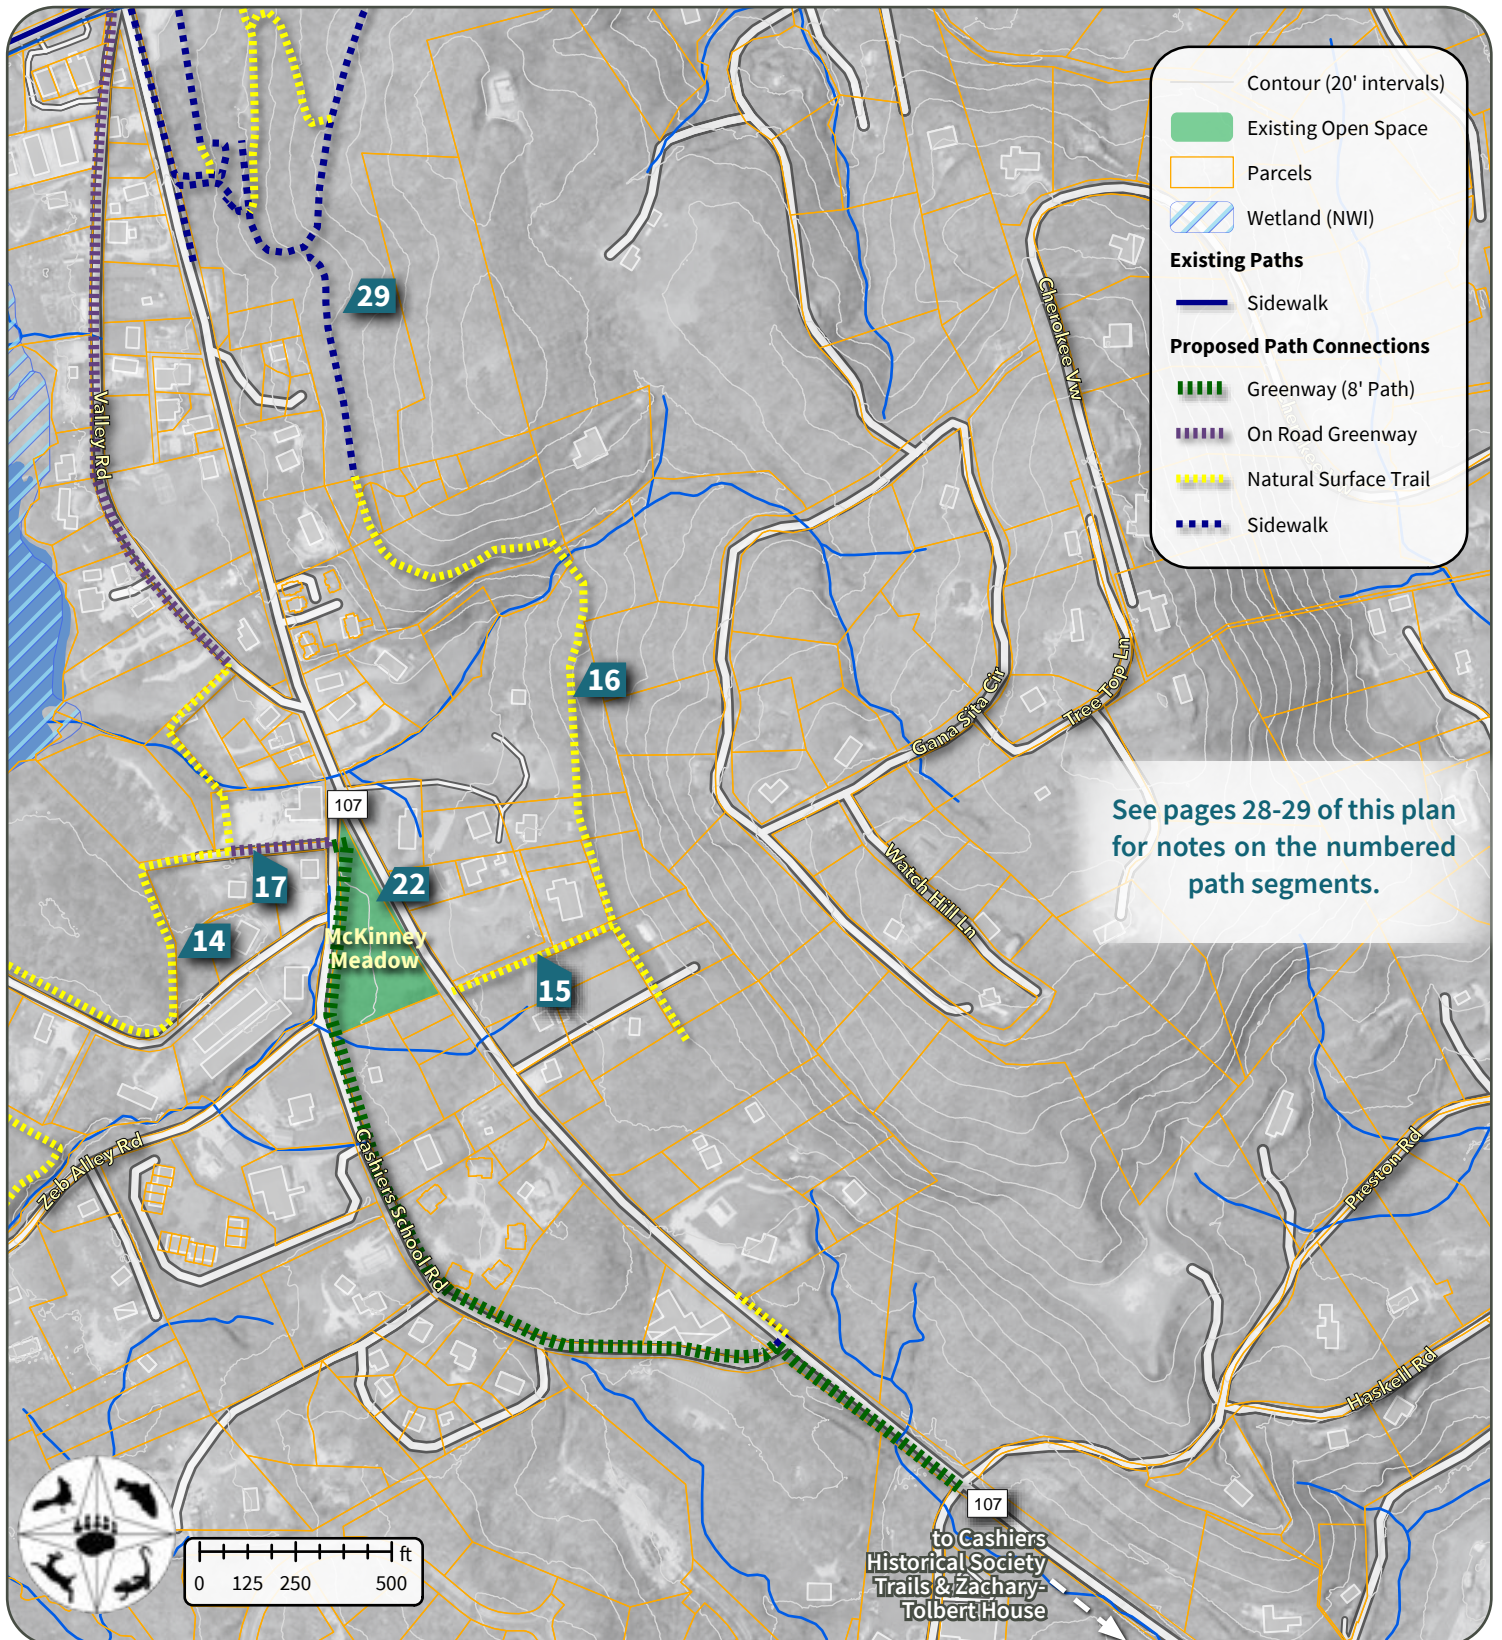 Contour (20' intervals)
Existing Open Space
Parcels
Wetland (NWI)
Existing Paths
Sidewalk
Proposed Path Connections
Greenway (8' Path)
On Road Greenway
Natural Surface Trail
Sidewalk
29
Cherokee Vw
Valley Rd
16
Gana Sita Cir
Tree Top Ln
107
See pages 28-29 of this plan
for notes on the numbered
path segments.
17
22
Watch Hill Ln
14
McKinney
Meadow
15
Zeb Alley Rd
Cashiers School Rd
Preston Rd
Haskell Rd
107
to Cashiers
Historical Society
Trails & Zachary-
Tolbert House
ft
0 125 250 500